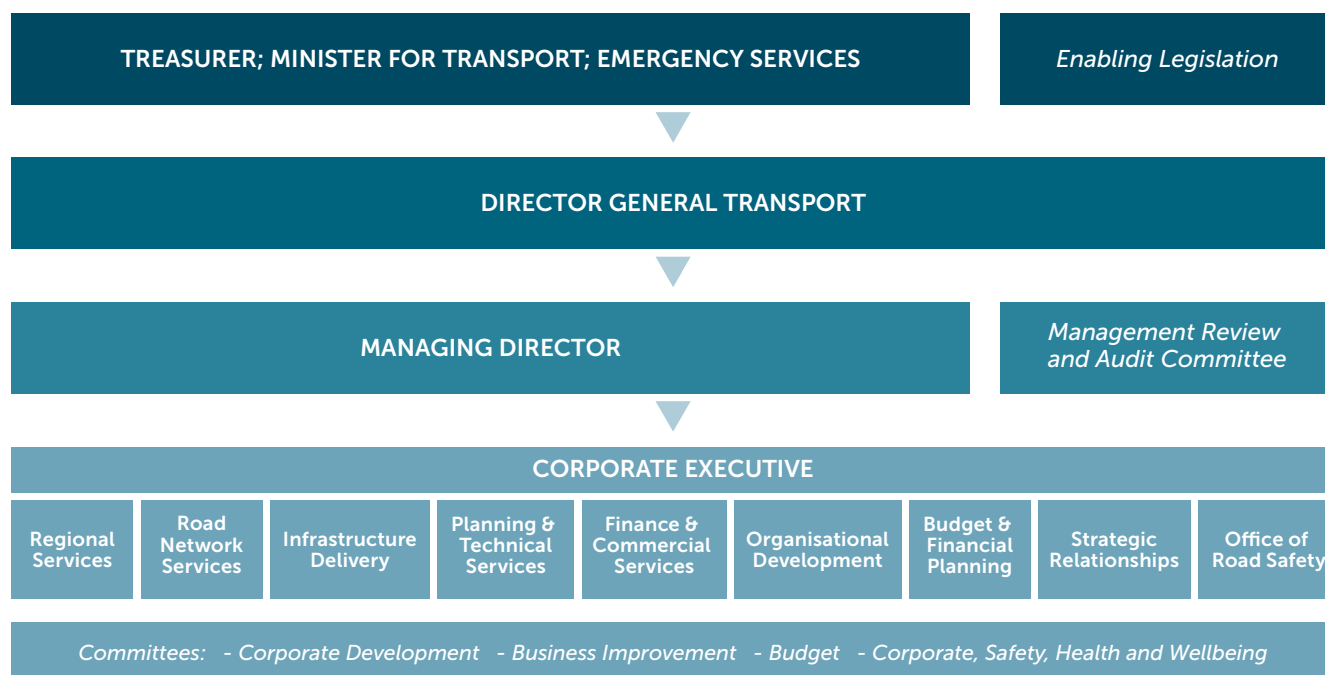 TREASURER; MINISTER FOR TRANSPORT; EMERGENCY SERVICES
Enabling Legislation
DIRECTOR GENERAL TRANSPORT
MANAGING DIRECTOR
Management Review
and Audit Committee
CORPORATE EXECUTIVE
Regional
Services
Road
Network
Services
Infrastructure
Delivery
Planning &
Technical
Services
Finance &
Commercial
Services
Organisational
Development
Budget &
Financial
Planning
Strategic
Relationships
Office of
Road Safety
Committees: - Corporate Development - Business Improvement - Budget - Corporate, Safety, Health and Wellbeing